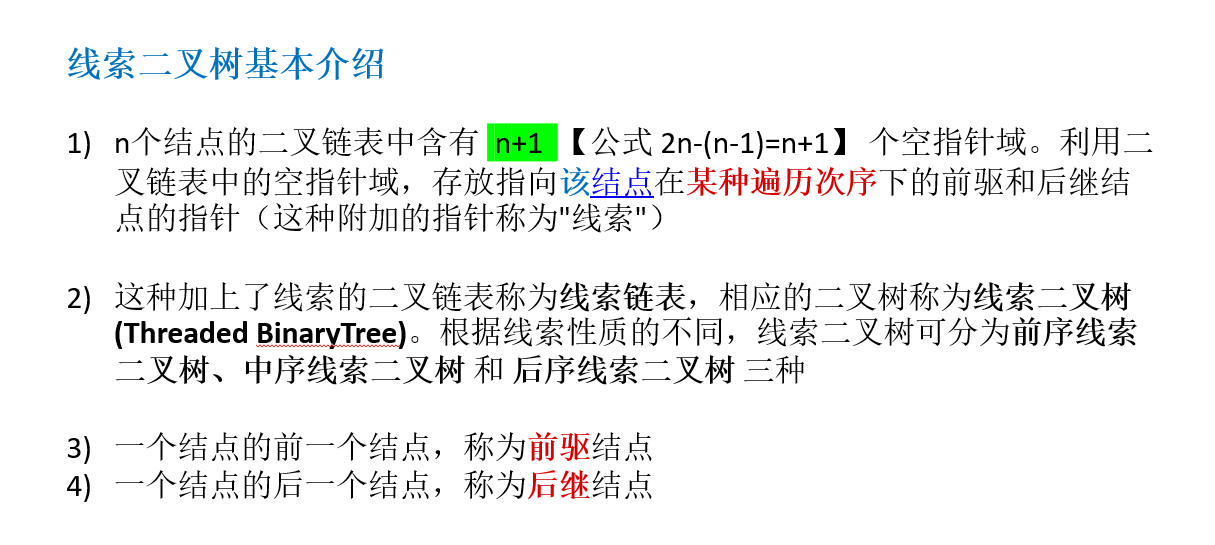 线索二叉树基本介绍
1) n个结点的二叉链表中含有 n+1 【公式 2n-(n-1)=n+1】 个空指针域。利用二
叉链表中的空指针域，存放指向该结点在某种遍历次序下的前驱和后继结
点的指针（这种附加的指针称为"线索"）
2) 这种加上了线索的二叉链表称为线索链表，相应的二叉树称为线索二叉树
(Threaded BinaryTree)。根据线索性质的不同，线索二叉树可分为前序线索
二叉树、中序线索二叉树 和 后序线索二叉树 三种
3) 一个结点的前一个结点，称为前驱结点
4) 一个结点的后一个结点，称为后继结点